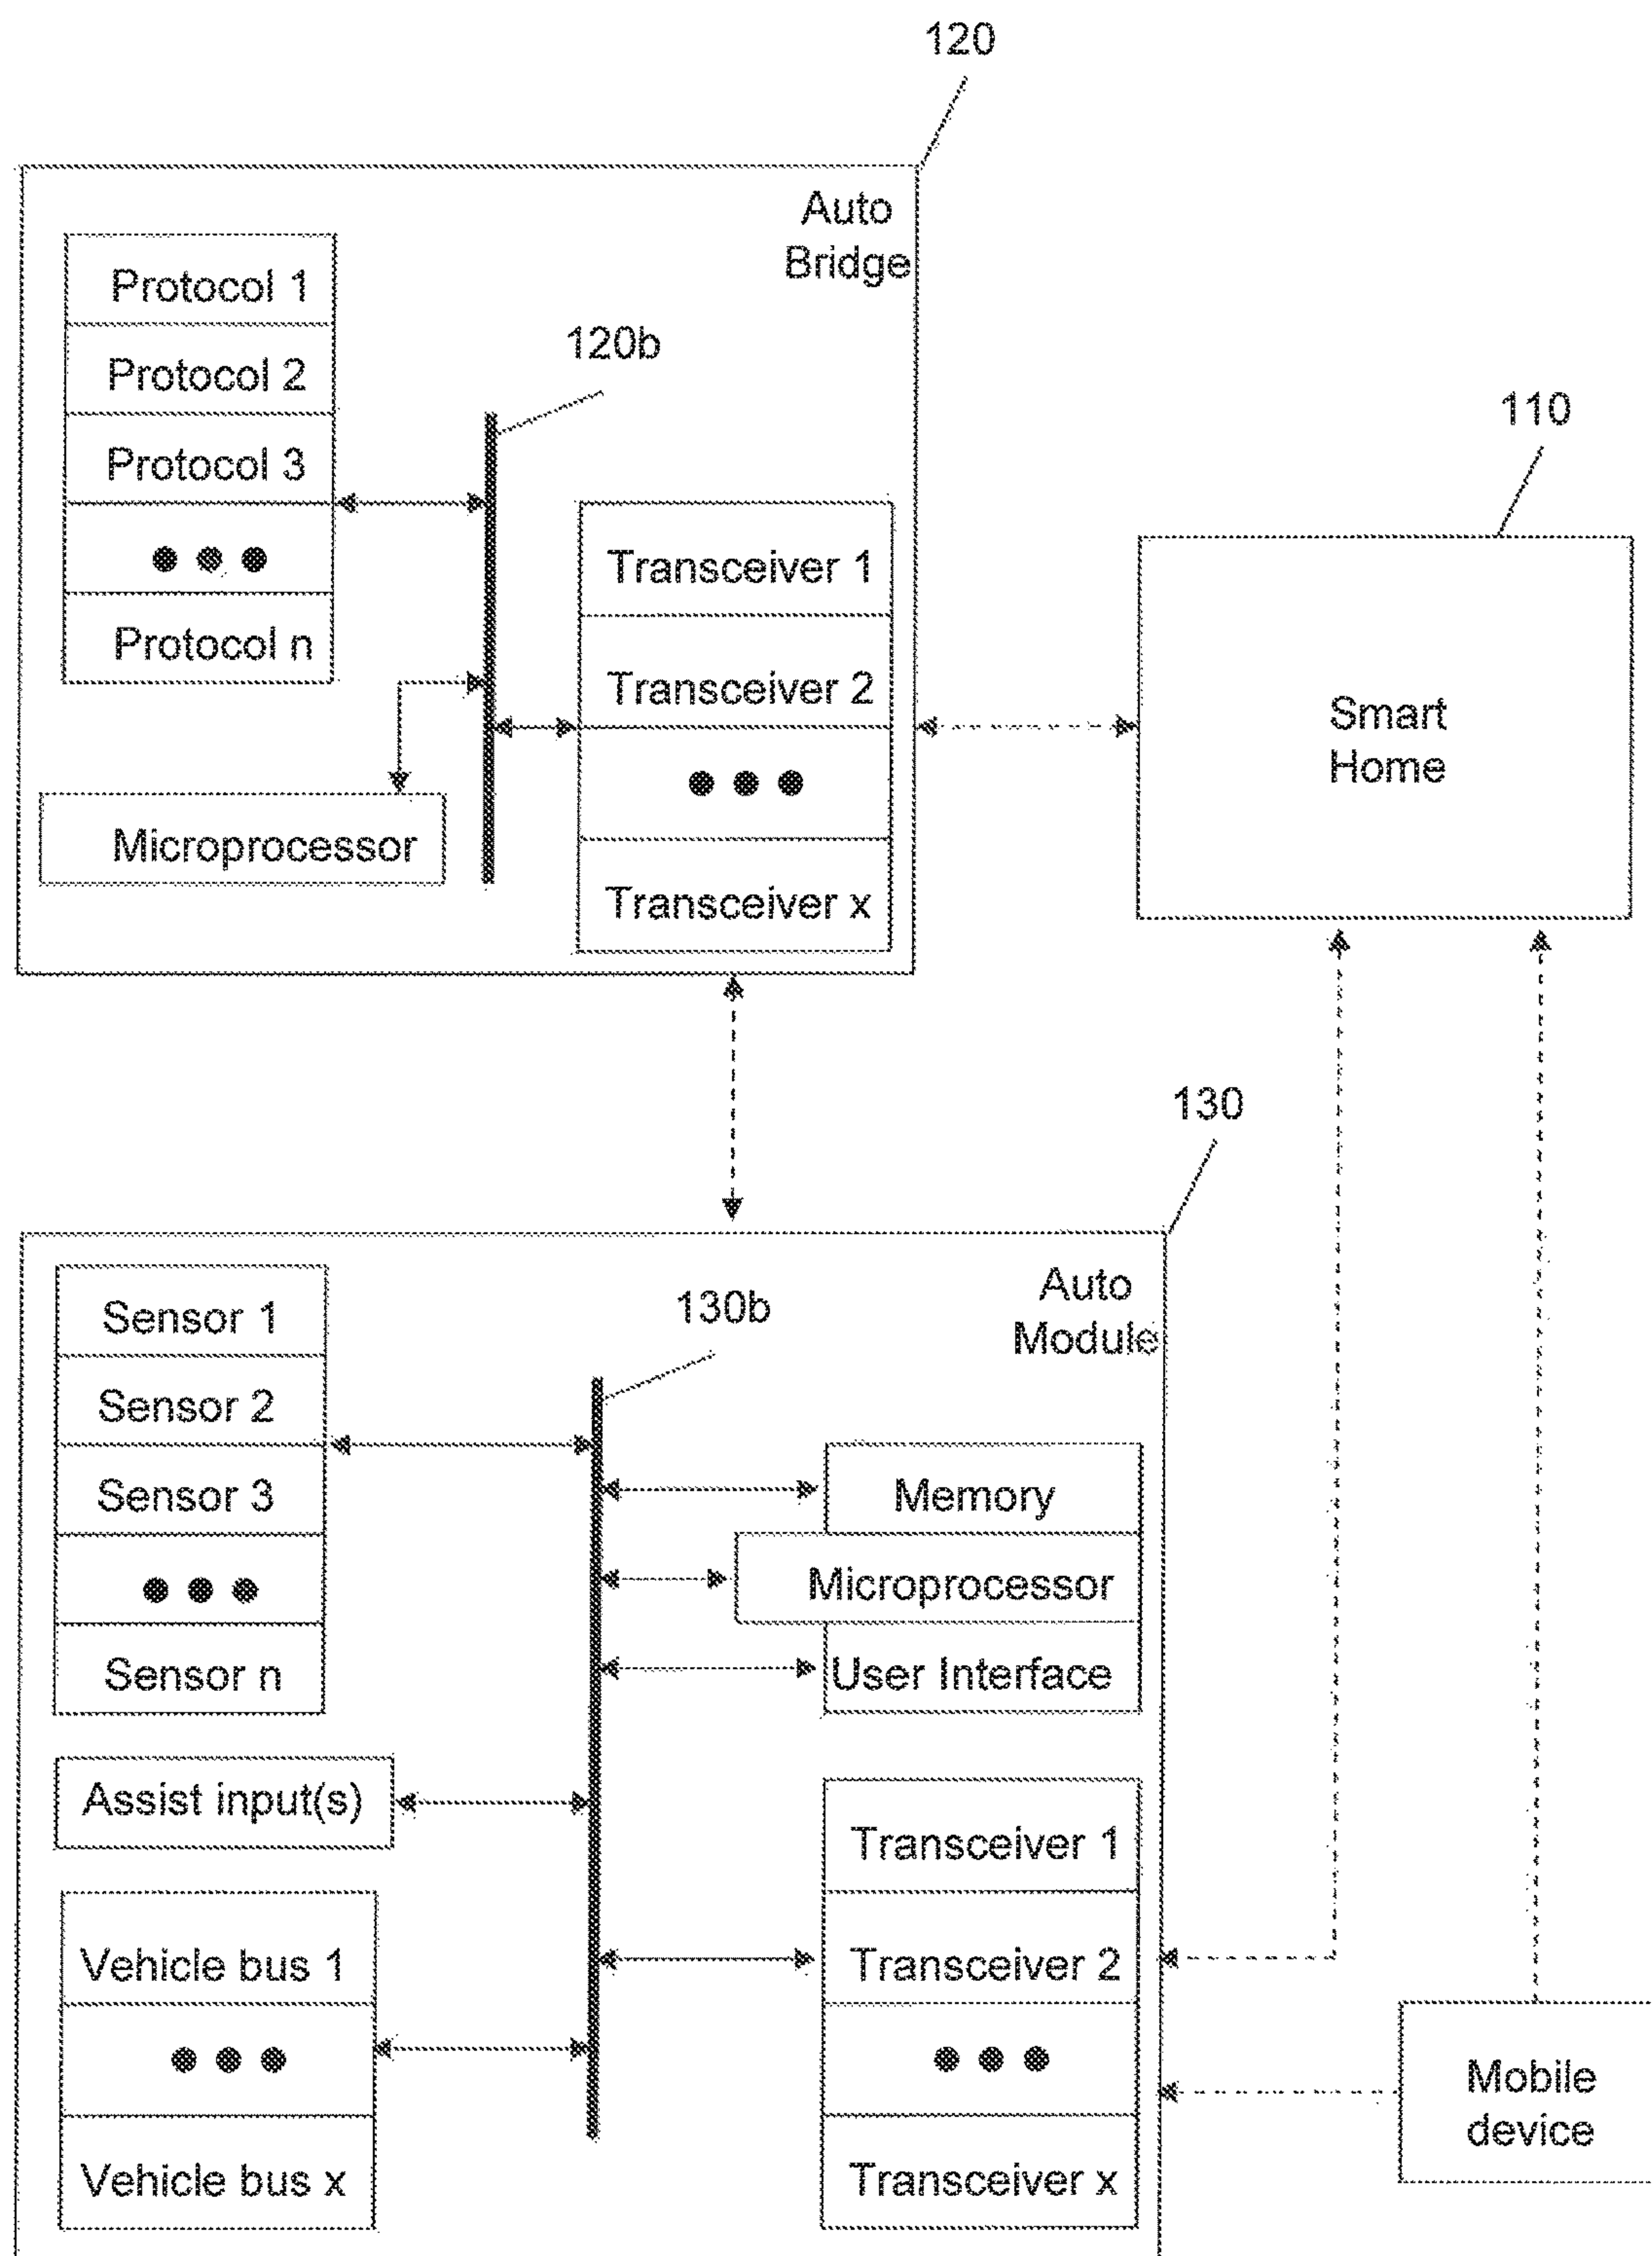 120
Auto
Bridge
Protocol 1
Protocol 2
Protocol 3
Protocol n
120b
Microprocessor
Transceiver 1
Transceiver 2
Transceiver x
110
Smart
Home
130
Auto
Module
130b
Sensor 1
Sensor 2
Sensor 3
Sensor n
Memory
Microprocessor
User Interface
Assist input(s)
Transceiver 1
Transceiver 2
Transceiver x
Vehicle bus 1
Vehicle bus x
Mobile
device